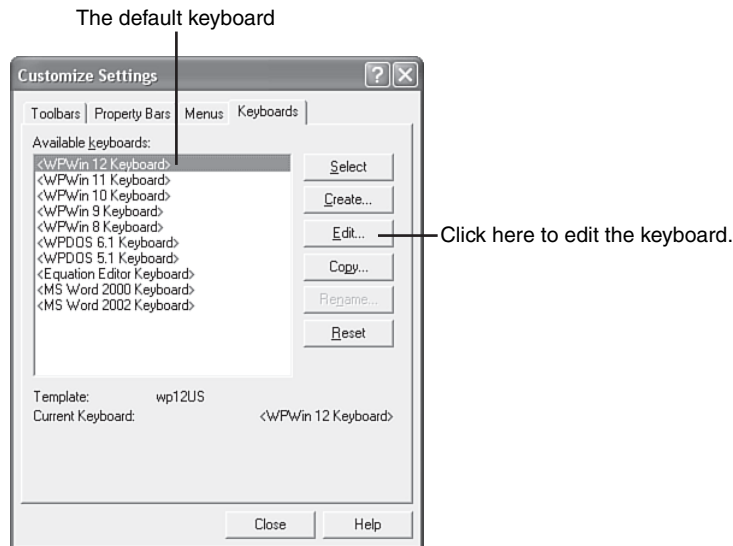 The default keyboard
Customize Settings
Toolbars Property Bars Menus Keyboards
Available keyboards:
<WPWin 12 Keyboard>
<WPWin 11 Keyboard>
<WPWin 10 Keyboard>
<WPWin 9 Keyboard>
<WPWin 8 Keyboard>
<WPDOS 6.1 Keyboard>
<WPDOS 5.1 Keyboard>
<Equation Editor Keyboard>
<MS Word 2000 Keyboard>
<MS Word 2002 Keyboard>
Select
Create...
Edit...
Click here to edit the keyboard.
Copy...
Rename...
Reset
Template: wp12US
Current Keyboard: <WPWin 12 Keyboard>
Close Help